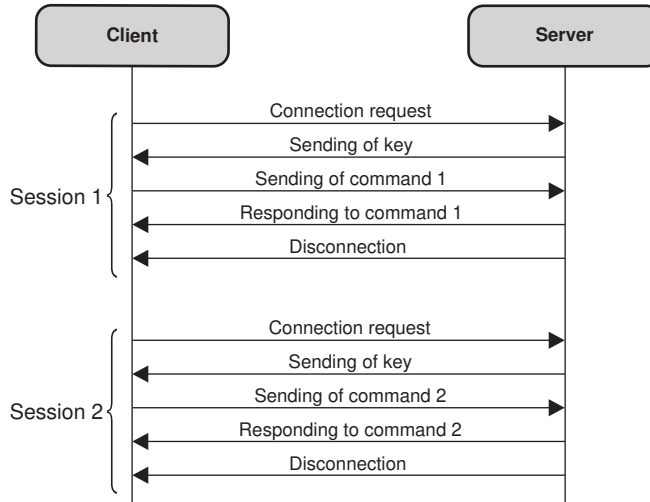 Client
Server
Connection request
Sending of key
Sending of command 1
Session 1
Responding to command 1
Disconnection
Connection request
Sending of key
Sending of command 2
Session 2
Responding to command 2
Disconnection